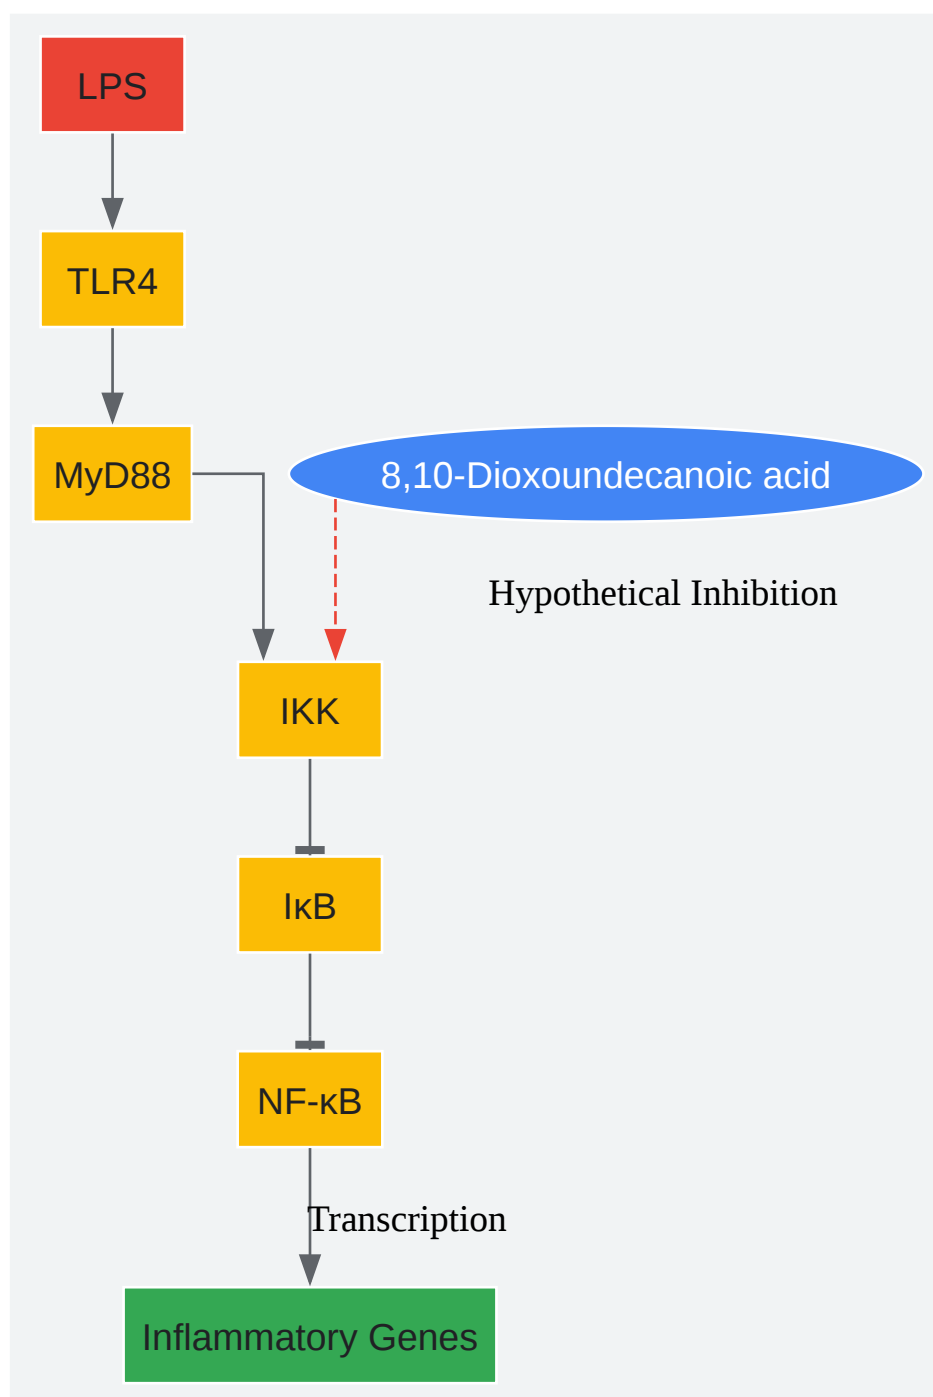 LPS
TLR4
MyD88
8,10-Dioxoundecanoic acid
Hypothetical Inhibition
IKK
IκB
NF-κB
Transcription
Inflammatory Genes